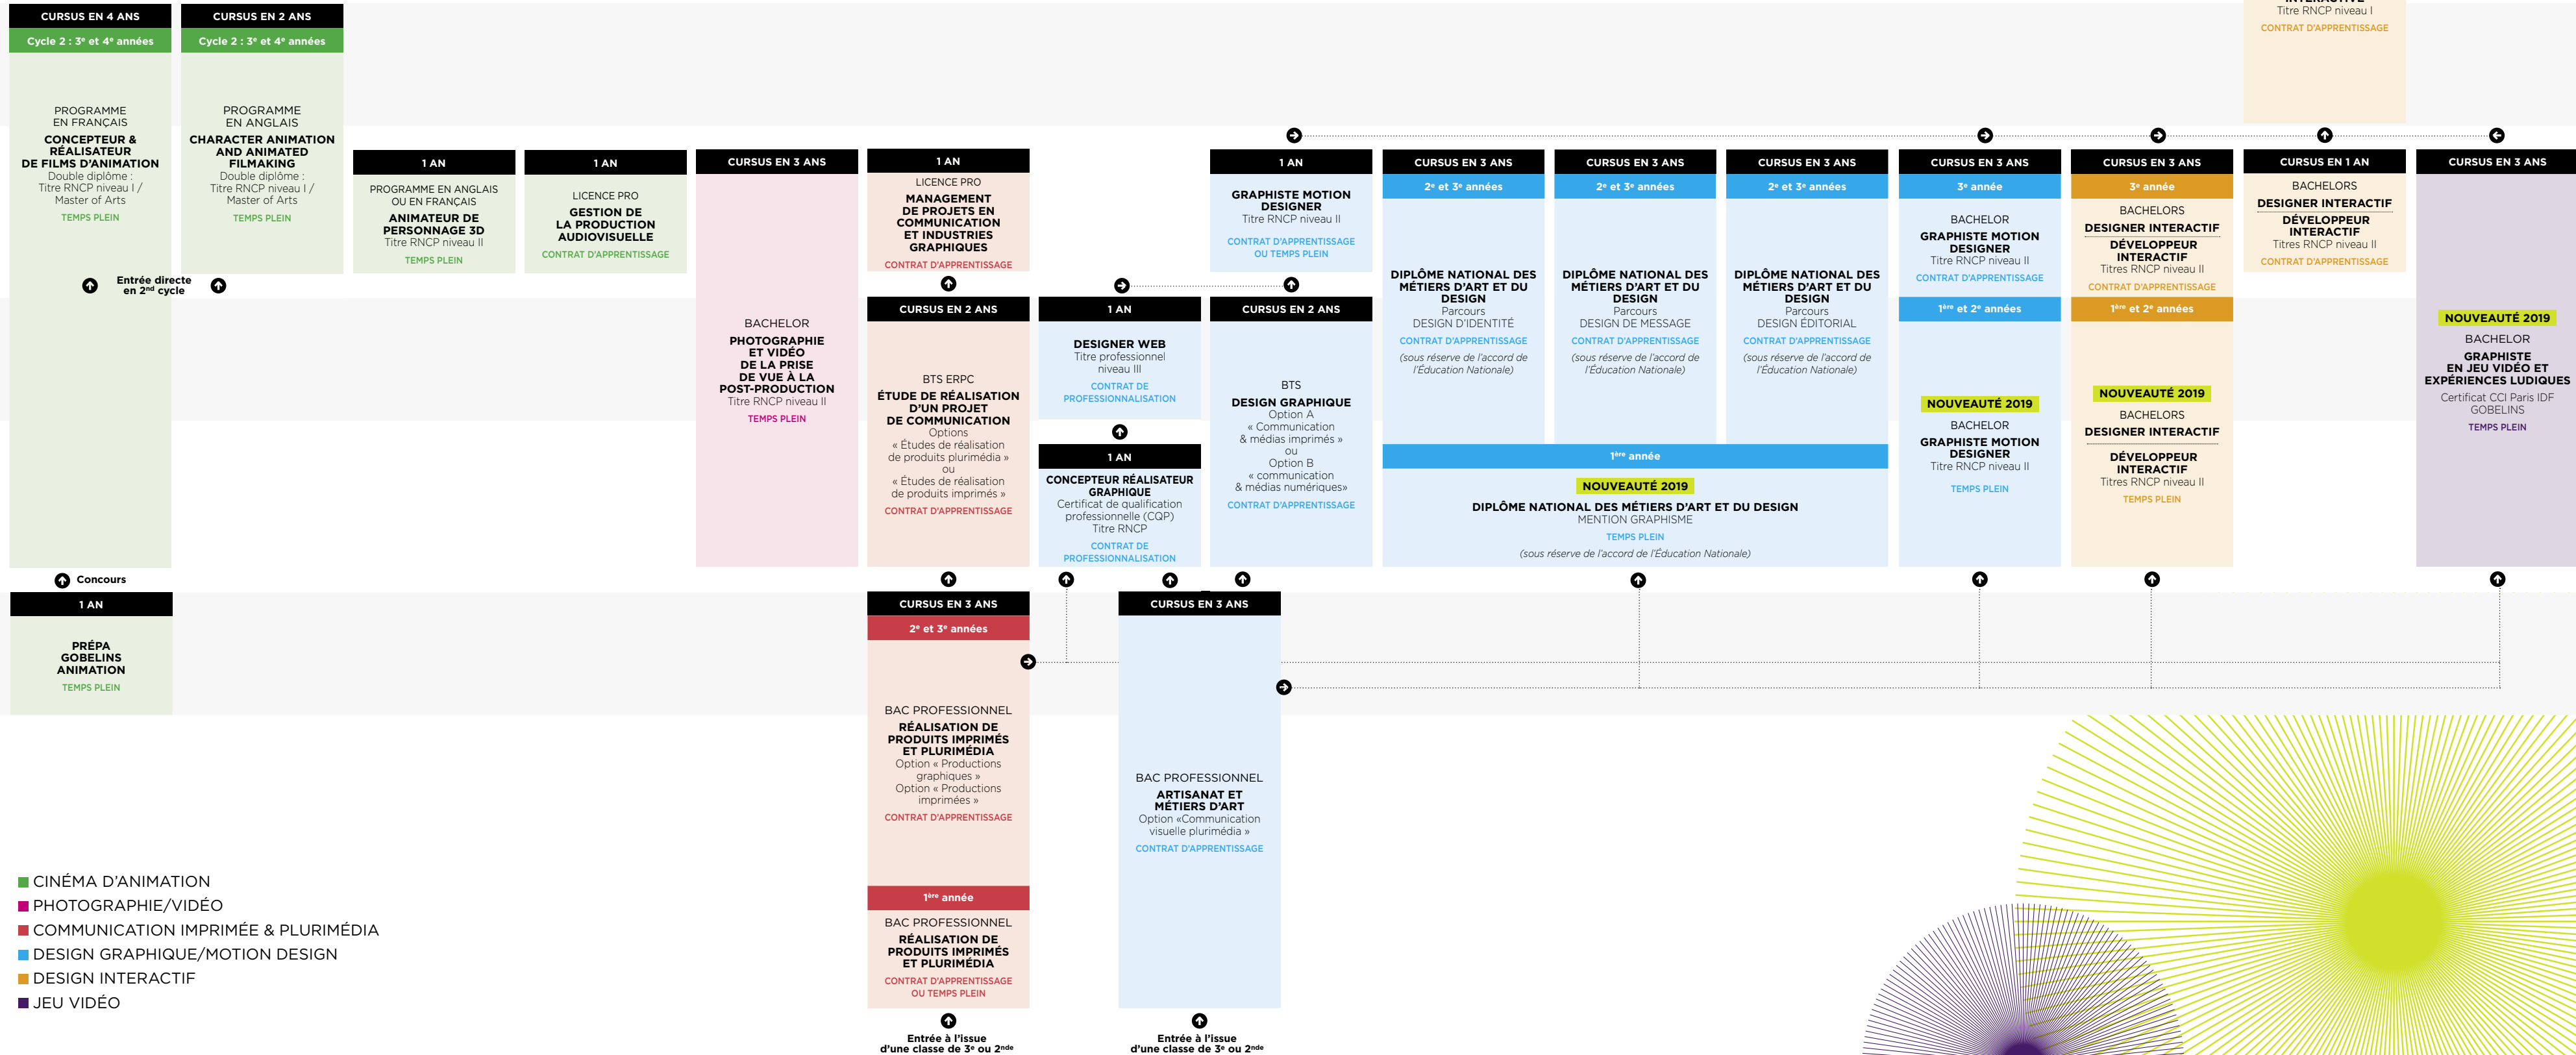 CURSUS EN 4 ANS
Cycle 2 : 3e et 4e années
PROGRAMME
EN FRANÇAIS
CONCEPTEUR &
RÉALISATEUR
DE FILMS D'ANIMATION
Double diplôme :
Titre RNCP niveau I /
Master of Arts
TEMPS PLEIN
CURSUS EN 2 ANS
Cycle 2 : 3e et 4e années
PROGRAMME
EN ANGLAIS
CHARACTER ANIMATION
AND ANIMATED
FILMAKING
Double diplôme :
Titre RNCP niveau I /
Master of Arts
TEMPS PLEIN
Entrée directe
en 2nd cycle
Concours
1 AN
PRÉPA
GOBELINS
ANIMATION
TEMPS PLEIN
1 AN
PROGRAMME EN ANGLAIS
OU EN FRANÇAIS
ANIMATEUR DE
PERSONNAGE 3D
Titre RNCP niveau II
TEMPS PLEIN
1 AN
LICENCE PRO
GESTION DE
LA PRODUCTION
AUDIOVISUELLE
CONTRAT D'APPRENTISSAGE
CURSUS EN 3 ANS
BACHELOR
PHOTOGRAPHIE
ET VIDÉO
DE LA PRISE
DE VUE À LA
POST-PRODUCTION
Titre RNCP niveau II
TEMPS PLEIN
1 AN
LICENCE PRO
MANAGEMENT
DE PROJETS EN
COMMUNICATION
ET INDUSTRIES
GRAPHIQUES
CONTRAT D'APPRENTISSAGE
CURSUS EN 2 ANS
BTS ERPC
ÉTUDE DE RÉALISATION
D'UN PROJET
DE COMMUNICATION
Options
« Études de réalisation
de produits plurimédia »
ou
« Études de réalisation
de produits imprimés »
CONTRAT D'APPRENTISSAGE
CURSUS EN 3 ANS
2e et 3e années
BAC PROFESSIONNEL
RÉALISATION DE
PRODUITS IMPRIMÉS
ET PLURIMÉDIA
Option « Productions
graphiques »
Option « Productions
imprimées »
CONTRAT D'APPRENTISSAGE
1ère année
BAC PROFESSIONNEL
RÉALISATION DE
PRODUITS IMPRIMÉS
ET PLURIMÉDIA
CONTRAT D'APPRENTISSAGE
OU TEMPS PLEIN
Entrée à l'issue
d'une classe de 3e ou 2nde
1 AN
DESIGNER WEB
Titre professionnel
niveau III
CONTRAT DE
PROFESSIONNALISATION
1 AN
CONCEPTEUR RÉALISATEUR
GRAPHIQUE
Certificat de qualification
professionnelle (CQP)
Titre RNCP
CONTRAT DE
PROFESSIONNALISATION
CURSUS EN 3 ANS
BAC PROFESSIONNEL
ARTISANAT ET
MÉTIERS D'ART
Option «Communication
visuelle plurimédia »
CONTRAT D'APPRENTISSAGE
Entrée à l'issue
d'une classe de 3e ou 2nde
1 AN
GRAPHISTE MOTION
DESIGNER
Titre RNCP niveau II
CONTRAT D'APPRENTISSAGE
OU TEMPS PLEIN
CURSUS EN 2 ANS
BTS
DESIGN GRAPHIQUE
Option A
« Communication
& médias imprimés »
ou
Option B
« communication
& médias numériques»
CONTRAT D'APPRENTISSAGE
CURSUS EN 3 ANS
2e et 3e années
DIPLÔME NATIONAL DES
MÉTIERS D'ART ET DU
DESIGN
Parcours
DESIGN D'IDENTITÉ
CONTRAT D'APPRENTISSAGE
(sous réserve de l'accord de
l'Éducation Nationale)
CURSUS EN 3 ANS
2e et 3e années
DIPLÔME NATIONAL DES
MÉTIERS D'ART ET DU
DESIGN
Parcours
DESIGN DE MESSAGE
CONTRAT D'APPRENTISSAGE
(sous réserve de l'accord de
l'Éducation Nationale)
CURSUS EN 3 ANS
2e et 3e années
DIPLÔME NATIONAL DES
MÉTIERS D'ART ET DU
DESIGN
Parcours
DESIGN ÉDITORIAL
CONTRAT D'APPRENTISSAGE
(sous réserve de l'accord de
l'Éducation Nationale)
1ère année
NOUVEAUTÉ 2019
DIPLÔME NATIONAL DES MÉTIERS D'ART ET DU DESIGN
MENTION GRAPHISME
TEMPS PLEIN
(sous réserve de l'accord de l'Éducation Nationale)
CURSUS EN 3 ANS
3e année
BACHELOR
GRAPHISTE MOTION
DESIGNER
Titre RNCP niveau II
CONTRAT D'APPRENTISSAGE
1ère et 2e années
NOUVEAUTÉ 2019
BACHELOR
GRAPHISTE MOTION
DESIGNER
Titre RNCP niveau II
TEMPS PLEIN
CURSUS EN 3 ANS
3e année
BACHELORS
DESIGNER INTERACTIF
DÉVELOPPEUR
INTERACTIF
Titres RNCP niveau II
CONTRAT D'APPRENTISSAGE
1ère et 2e années
NOUVEAUTÉ 2019
BACHELORS
DESIGNER INTERACTIF
DÉVELOPPEUR
INTERACTIF
Titres RNCP niveau II
TEMPS PLEIN
Titre RNCP niveau I
CONTRAT D'APPRENTISSAGE
CURSUS EN 1 AN
BACHELORS
DESIGNER INTERACTIF
DÉVELOPPEUR
INTERACTIF
Titres RNCP niveau II
CONTRAT D'APPRENTISSAGE
CURSUS EN 3 ANS
NOUVEAUTÉ 2019
BACHELOR
GRAPHISTE
EN JEU VIDÉO ET
EXPÉRIENCES LUDIQUES
Certificat CCI Paris IDF
GOBELINS
TEMPS PLEIN
CINÉMA D'ANIMATION
PHOTOGRAPHIE/VIDÉO
COMMUNICATION IMPRIMÉE & PLURIMÉDIA
DESIGN GRAPHIQUE/MOTION DESIGN
DESIGN INTERACTIF
JEU VIDÉO